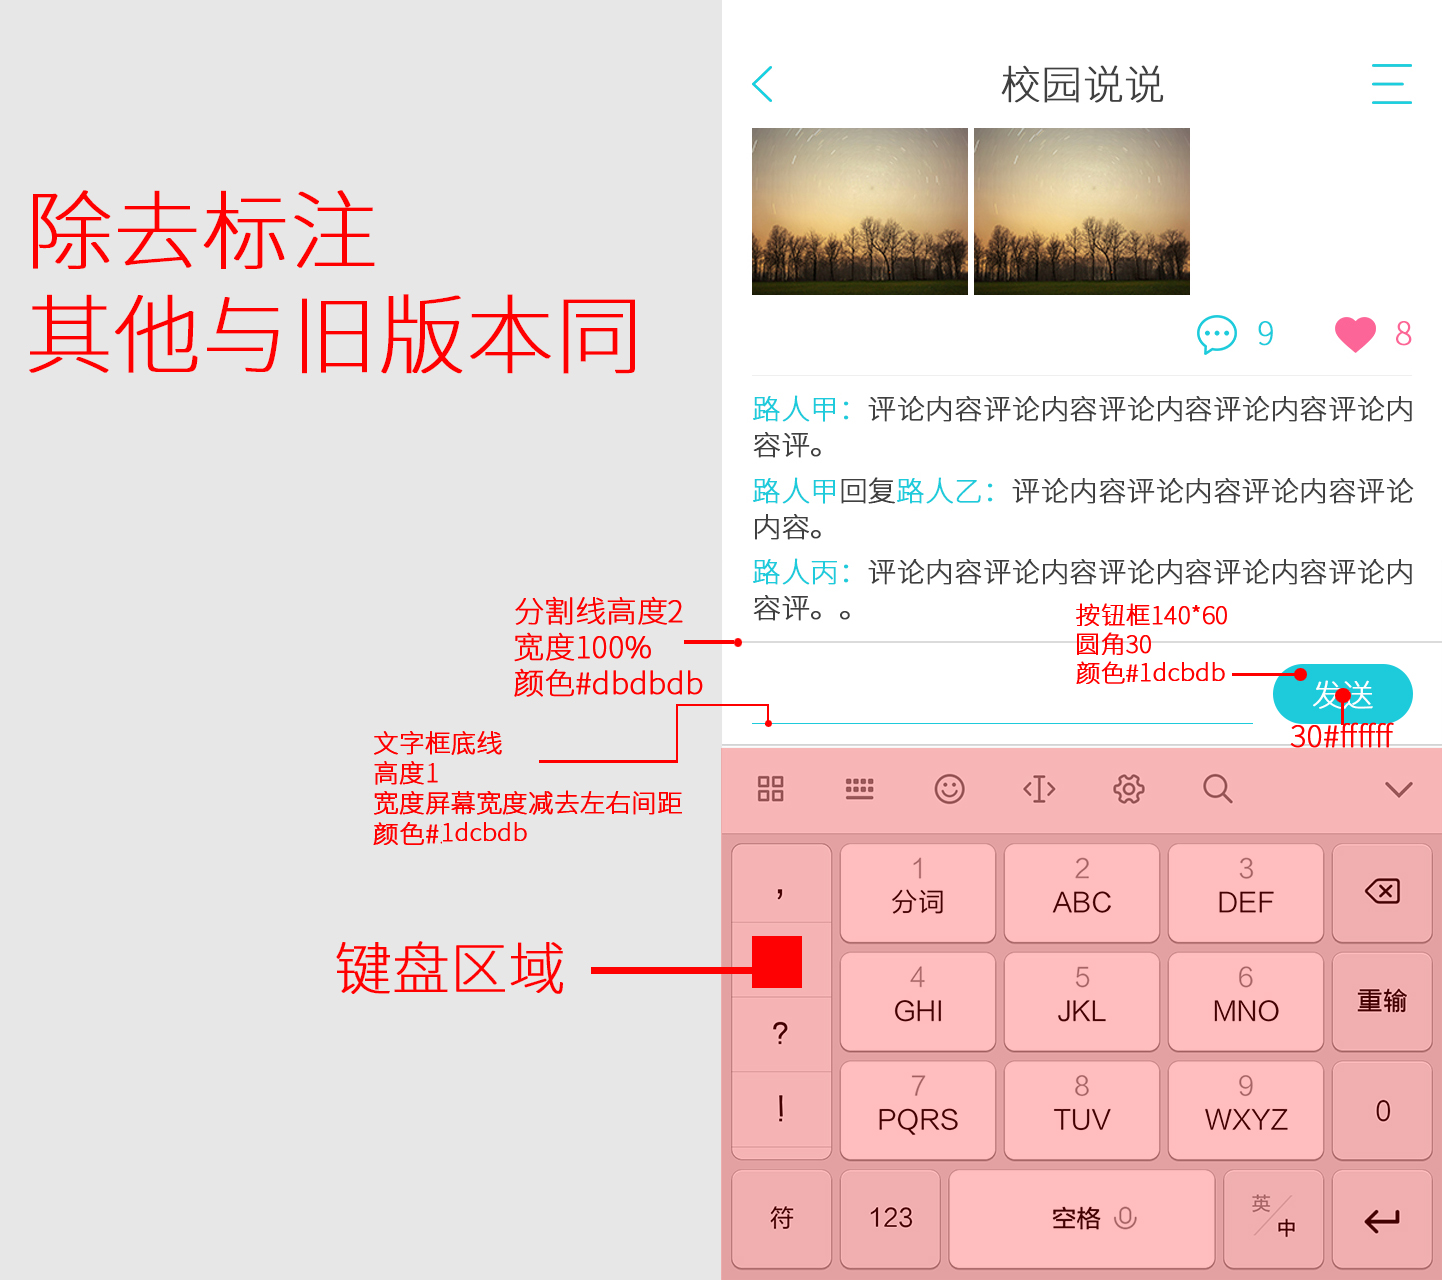 校园说说
除去标注
其他与旧版本同
9
8
路人甲：评论内容评论内容评论内容评论内容评论内
容评。
路人甲回复路人乙：评论内容评论内容评论内容评论
内容。
路人丙：评论内容评论内容评论内容评论内容评论内
容评。。
分割线高度2
宽度100%
颜色#dbdbdb
按钮框140*60
圆角30
颜色#1dcbdb
发送
30#ffffff
文字框底线
高度1
宽度屏幕宽度减去左右间距
颜色#1dcbdb
键盘区域
,
?
!
1
分词
2
ABC
3
DEF
4
GHI
5
JKL
6
MNO
重输
7
PQRS
8
TUV
9
WXYZ
0
符
123
空格
英/中